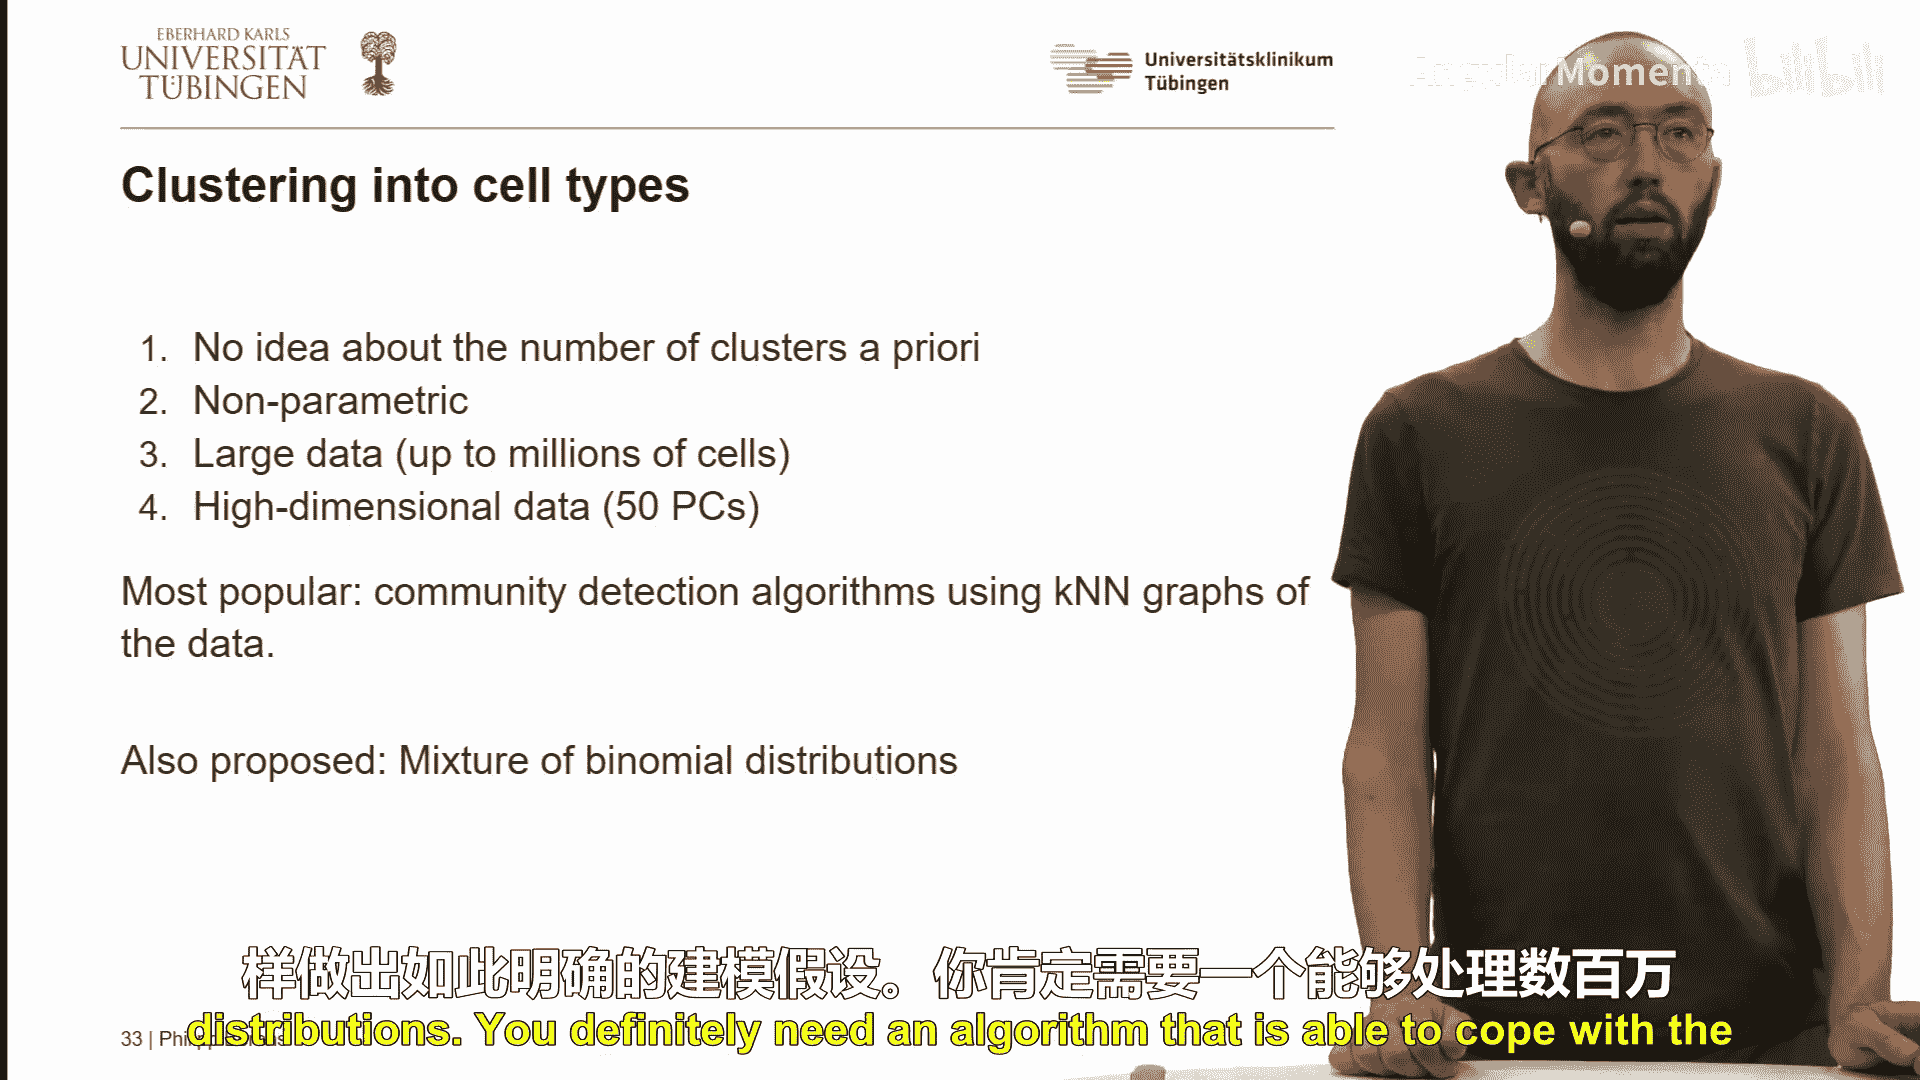 EBERHARD KARLS
UNIVERSITÄT
TÜBINGEN
Universitätsklinikum
Tübingen
Angular Momenta bilibili
Clustering into cell types
1. No idea about the number of clusters a priori
2. Non-parametric
3. Large data (up to millions of cells)
4. High-dimensional data (50 PCs)
Most popular: community detection algorithms using kNN graphs of
the data.
Also proposed: Mixture of binomial distributions
样做出如此明确的建模假设。你肯定需要一个能够处理数百万
distributions. You definitely need an algorithm that is able to cope with the
33 |